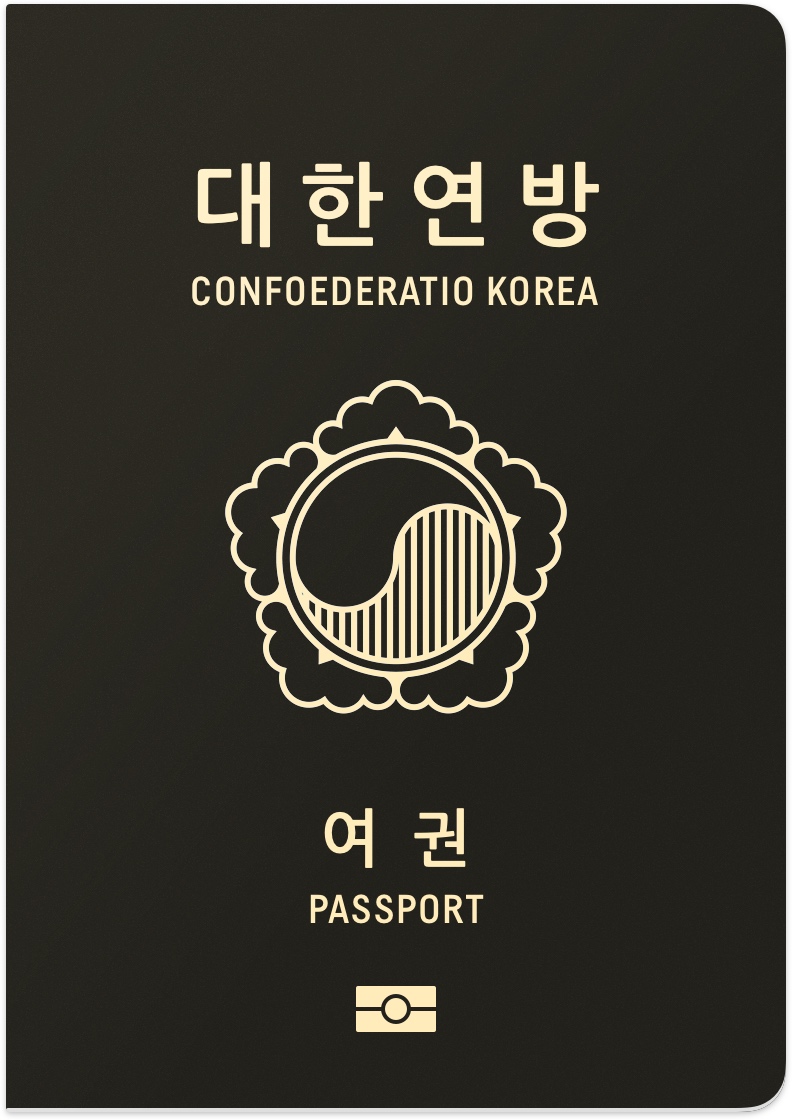 대한연방
CONFOEDERATIO KOREA
여 권
PASSPORT